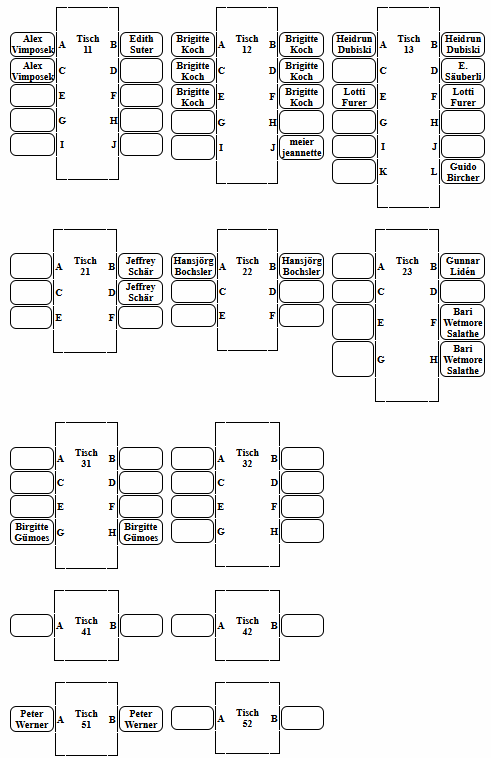 Alex Vimposek A Tisch 11 B Edith Suter
Alex Vimposek C D
E F
G H
I J
Brigitte Koch A Tisch 12 B Brigitte Koch
Brigitte Koch C D Brigitte Koch
Brigitte Koch E F Brigitte Koch
G H
I J meier jeannette
Heidrun Dubiski A Tisch 13 B Heidrun Dubiski
C D E. Säuberli
Lotti Furer E F Lotti Furer
G H
I J
K L Guido Bircher
A Tisch 21 B Jeffrey Schär
C D Jeffrey Schär
E F
Hansjörg Bochsler A Tisch 22 B Hansjörg Bochsler
C D
E F
A Tisch 23 B Gunnar Lidén
C D
E F Bari Wetmore Salathe
G H Bari Wetmore Salathe
A Tisch 31 B
C D
E F
Birgitte Gümoes G H Birgitte Gümoes
A Tisch 32 B
C D
E F
G H
A Tisch 41 B
A Tisch 42 B
Peter Werner A Tisch 51 B Peter Werner
A Tisch 52 B